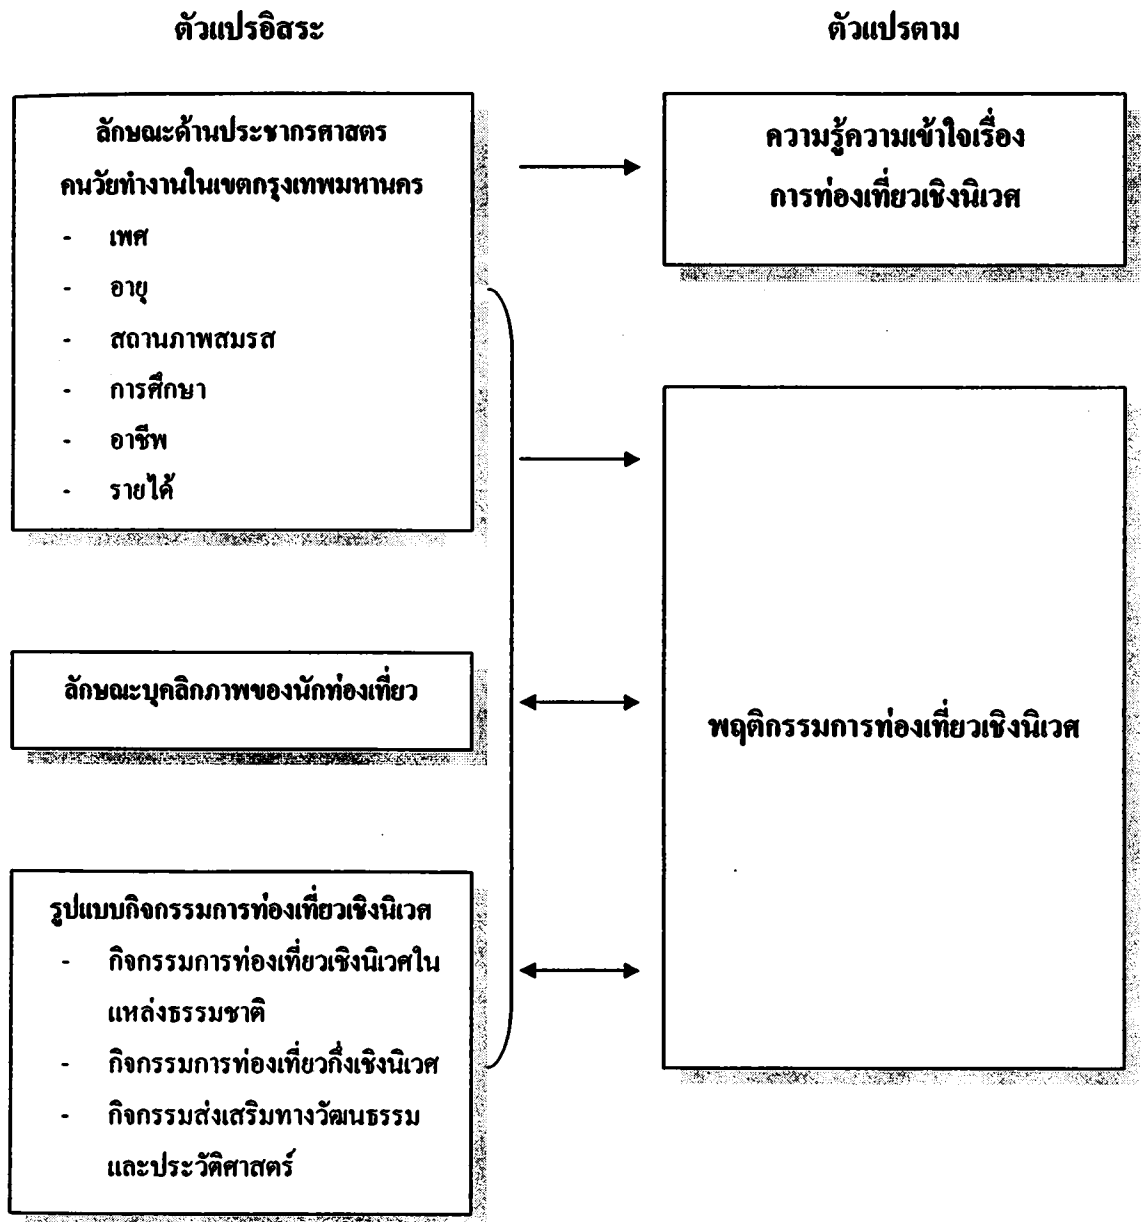 ตัวแปรอิสระ
ตัวแปรตาม
ลักษณะด้านประชากรศาสตร
คนวัยทำงานในเขตกรุงเทพมหานคร
- เพศ
- อายุ
- สถานภาพสมรส
- การศึกษา
- อาชีพ
- รายได้
ความรู้ความเข้าใจเรื่อง
การท่องเที่ยวเชิงนิเวศ
ลักษณะบุคลิกภาพของนักท่องเที่ยว
พฤติกรรมการท่องเที่ยวเชิงนิเวศ
รูปแบบกิจกรรมการท่องเที่ยวเชิงนิเวศ
- กิจกรรมการท่องเที่ยวเชิงนิเวศใน
แหล่งธรรมชาติ
- กิจกรรมการท่องเที่ยวกึ่งเชิงนิเวศ
- กิจกรรมส่งเสริมทางวัฒนธรรม
และประวัติศาสตร์